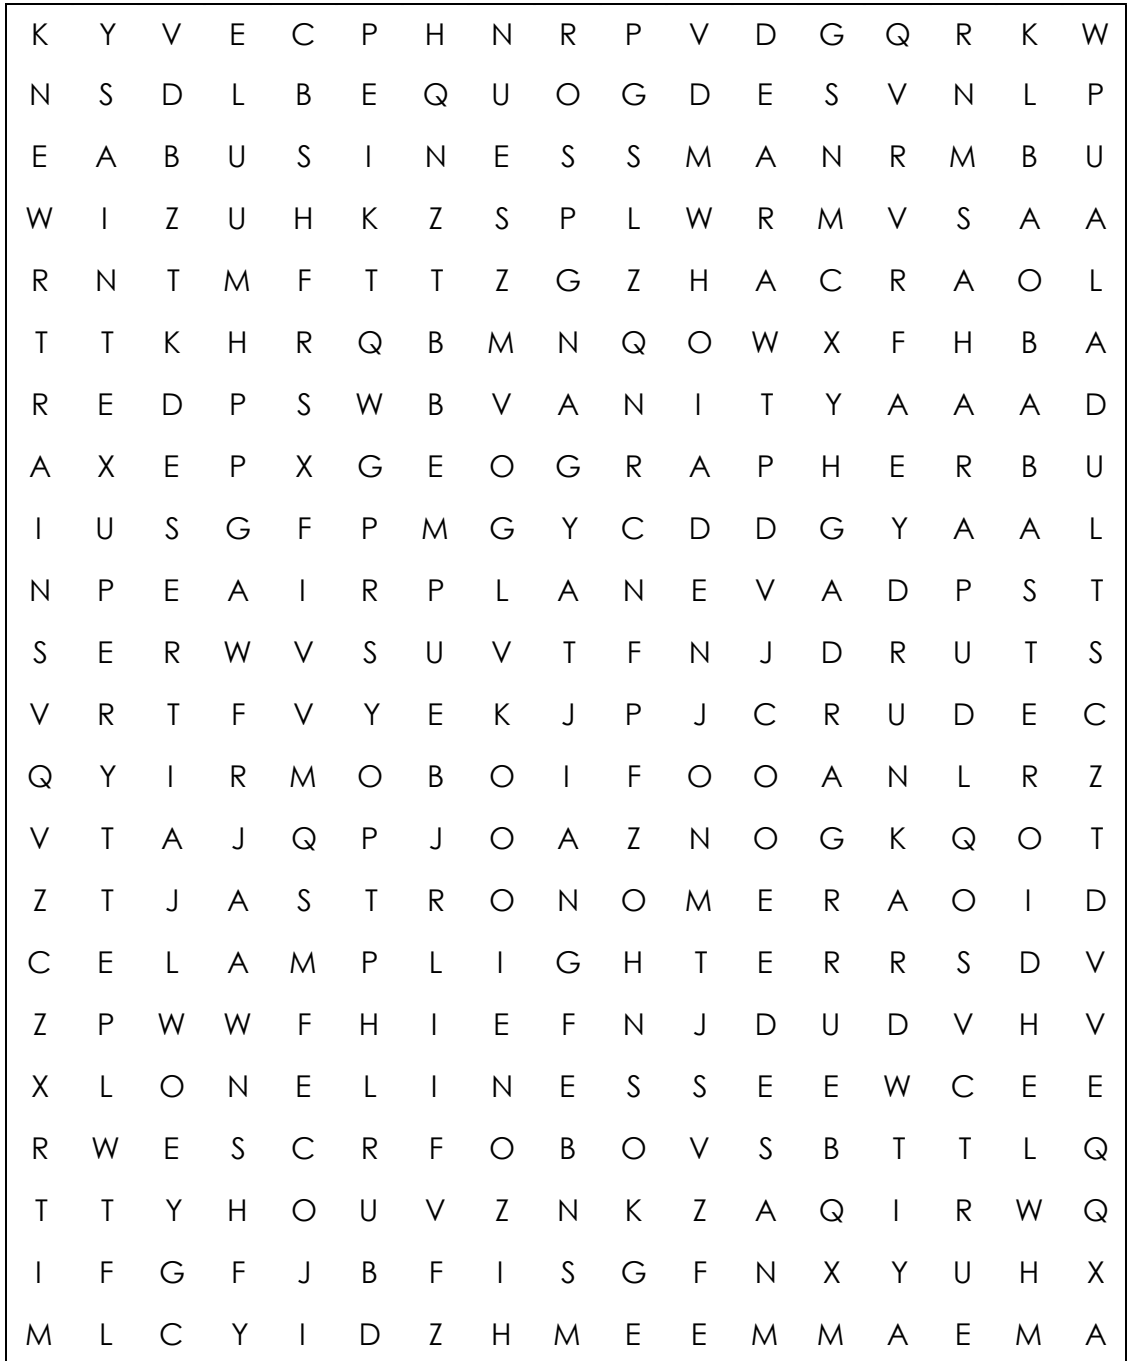 K Y V E C P H N R P V D G Q R K W
N S D L B E Q U O G D E S V N L P
E A B U S I N E S S M A N R M B U
W I Z U H K Z S P L W R M V S A A
R N T M F T T Z G Z H A C R A O L
T T K H R Q B M N Q O W X F H B A
R E D P S W B V A N I T Y A A A D
A X E P X G E O G R A P H E R B U
I U S G F P M G Y C D D G Y A A L
N P E A I R P L A N E V A D P S T
S E R W V S U V T F N J D R U T S
V R T F V Y E K J P J C R U D E C
Q Y I R M O B O I F O O A N L R Z
V T A J Q P J O A Z N O G K Q O T
Z T J A S T R O N O M E R A O I D
C E L A M P L I G H T E R R S D V
Z P W W F H I E F N J D U D V H V
X L O N E L I N E S S E E W C E E
R W E S C R F O B O V S B T T L Q
T T Y H O U V Z N K Z A Q I R W Q
I F G F J B F I S G F N X Y U H X
M L C Y I D Z H M E E M M A E M A